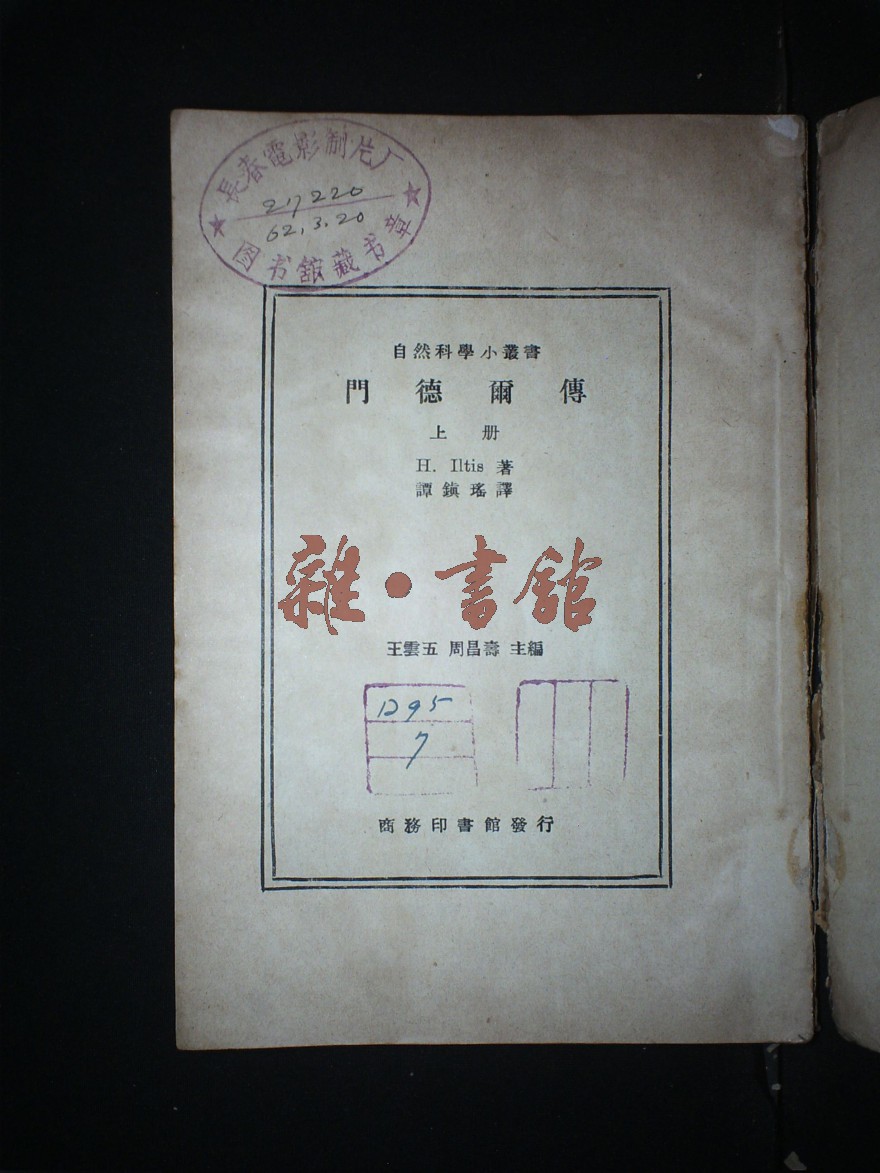 長春電影制片厂
27220
62.3.20
图书館藏书章
自然科學小叢書
門德爾傳
上册
H. Iltis 著
譚鎮瑤譯
雜·書館
王雲五 周昌壽 主編
1295
7
商務印書館發行